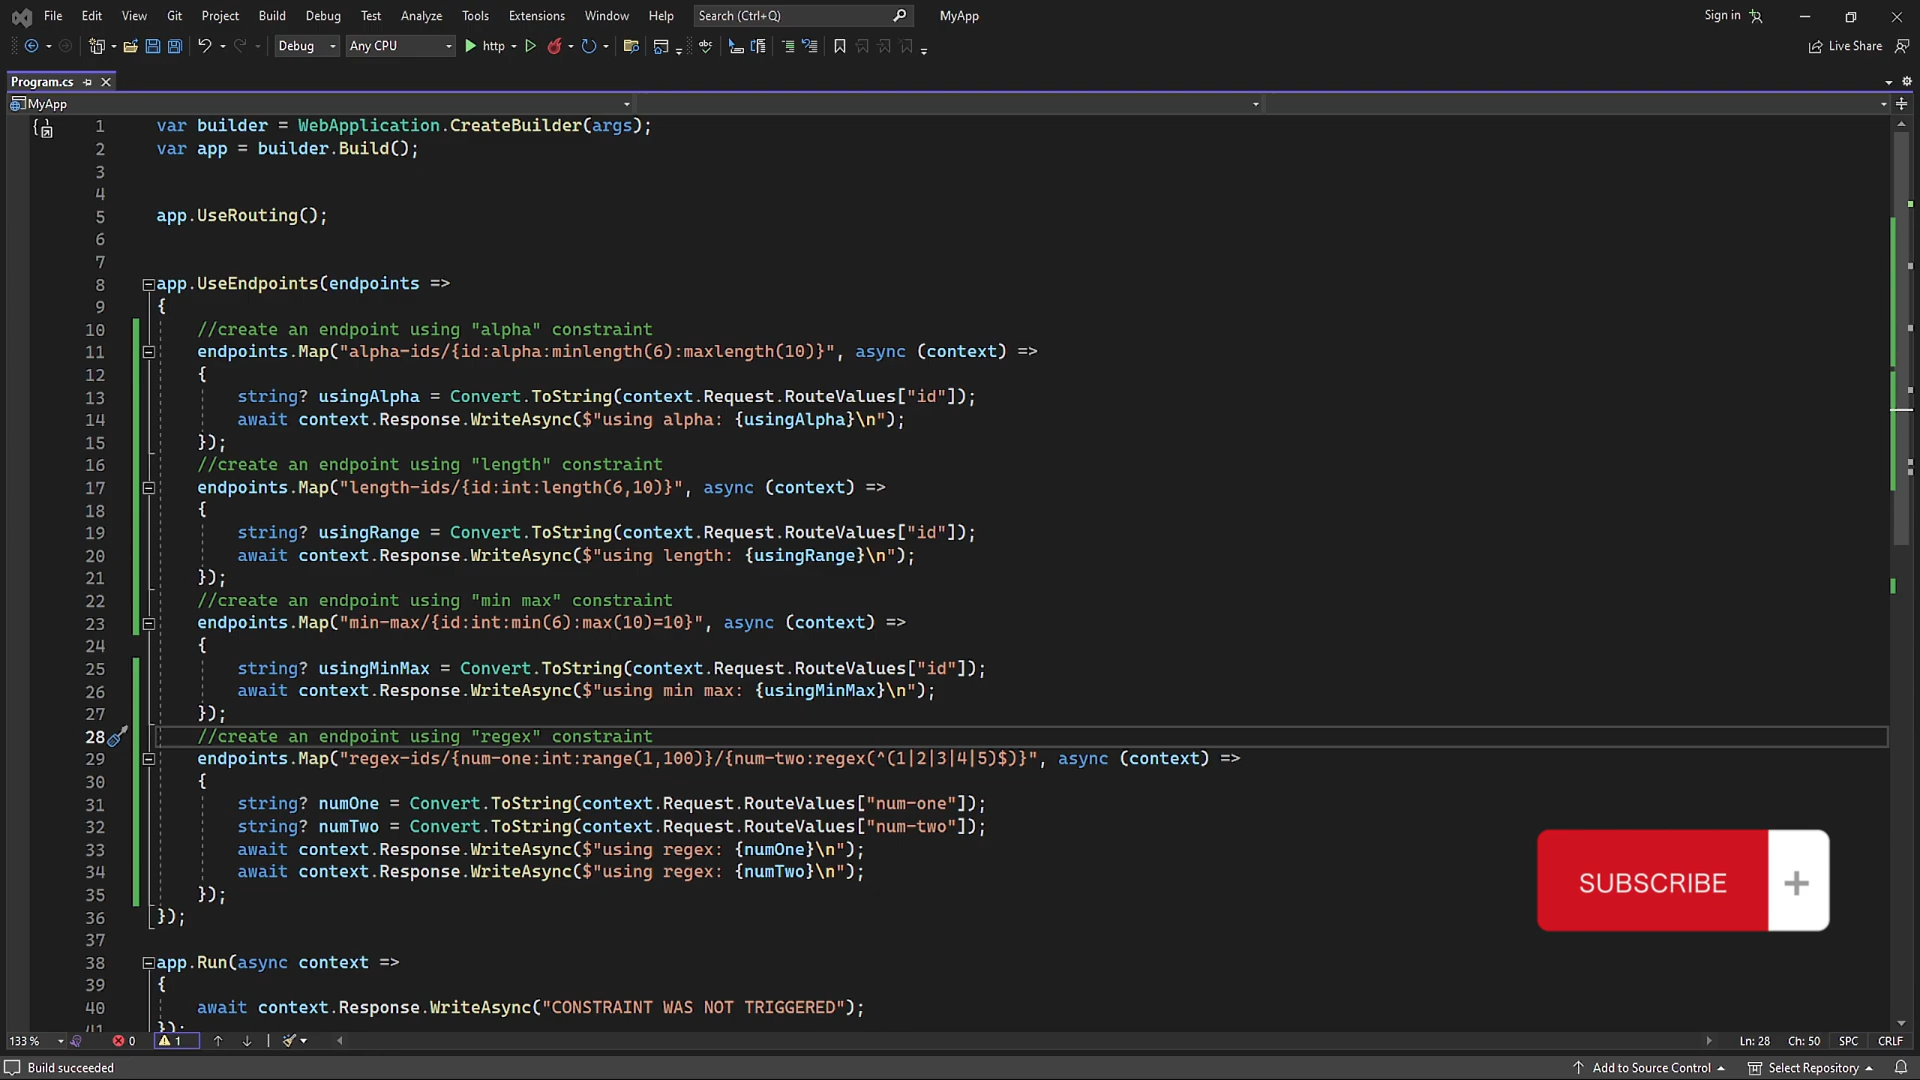 File Edit View Git Project Build Debug Test Analyze Tools Extensions Window Help Search (Ctrl+Q) MyApp Sign in
Debug Any CPU http Live Share
Program.cs
MyApp
1 var builder = WebApplication.CreateBuilder(args);
2 var app = builder.Build();
3
4
5 app.UseRouting();
6
7
8 app.UseEndpoints(endpoints =>
9 {
10 //create an endpoint using "alpha" constraint
11 endpoints.Map("alpha-ids/{id:alpha:minlength(6):maxlength(10)}", async (context) =>
12 {
13 string? usingAlpha = Convert.ToString(context.Request.RouteValues["id"]);
14 await context.Response.WriteAsync($"using alpha: {usingAlpha}\n");
15 });
16 //create an endpoint using "length" constraint
17 endpoints.Map("length-ids/{id:int:length(6,10)}", async (context) =>
18 {
19 string? usingRange = Convert.ToString(context.Request.RouteValues["id"]);
20 await context.Response.WriteAsync($"using length: {usingRange}\n");
21 });
22 //create an endpoint using "min max" constraint
23 endpoints.Map("min-max/{id:int:min(6):max(10)=10}", async (context) =>
24 {
25 string? usingMinMax = Convert.ToString(context.Request.RouteValues["id"]);
26 await context.Response.WriteAsync($"using min max: {usingMinMax}\n");
27 });
28 //create an endpoint using "regex" constraint
29 endpoints.Map("regex-ids/{num-one:int:range(1,100)}/{num-two:regex(^(1|2|3|4|5)$)}", async (context) =>
30 {
31 string? numOne = Convert.ToString(context.Request.RouteValues["num-one"]);
32 string? numTwo = Convert.ToString(context.Request.RouteValues["num-two"]);
33 await context.Response.WriteAsync($"using regex: {numOne}\n");
34 await context.Response.WriteAsync($"using regex: {numTwo}\n");
35 });
36 });
37
38 app.Run(async context =>
39 {
40 await context.Response.WriteAsync("CONSTRAINT WAS NOT TRIGGERED");
41 });
SUBSCRIBE +
133 % 0 1 Ln: 28 Ch: 50 SPC CRLF
Build succeeded Add to Source Control Select Repository